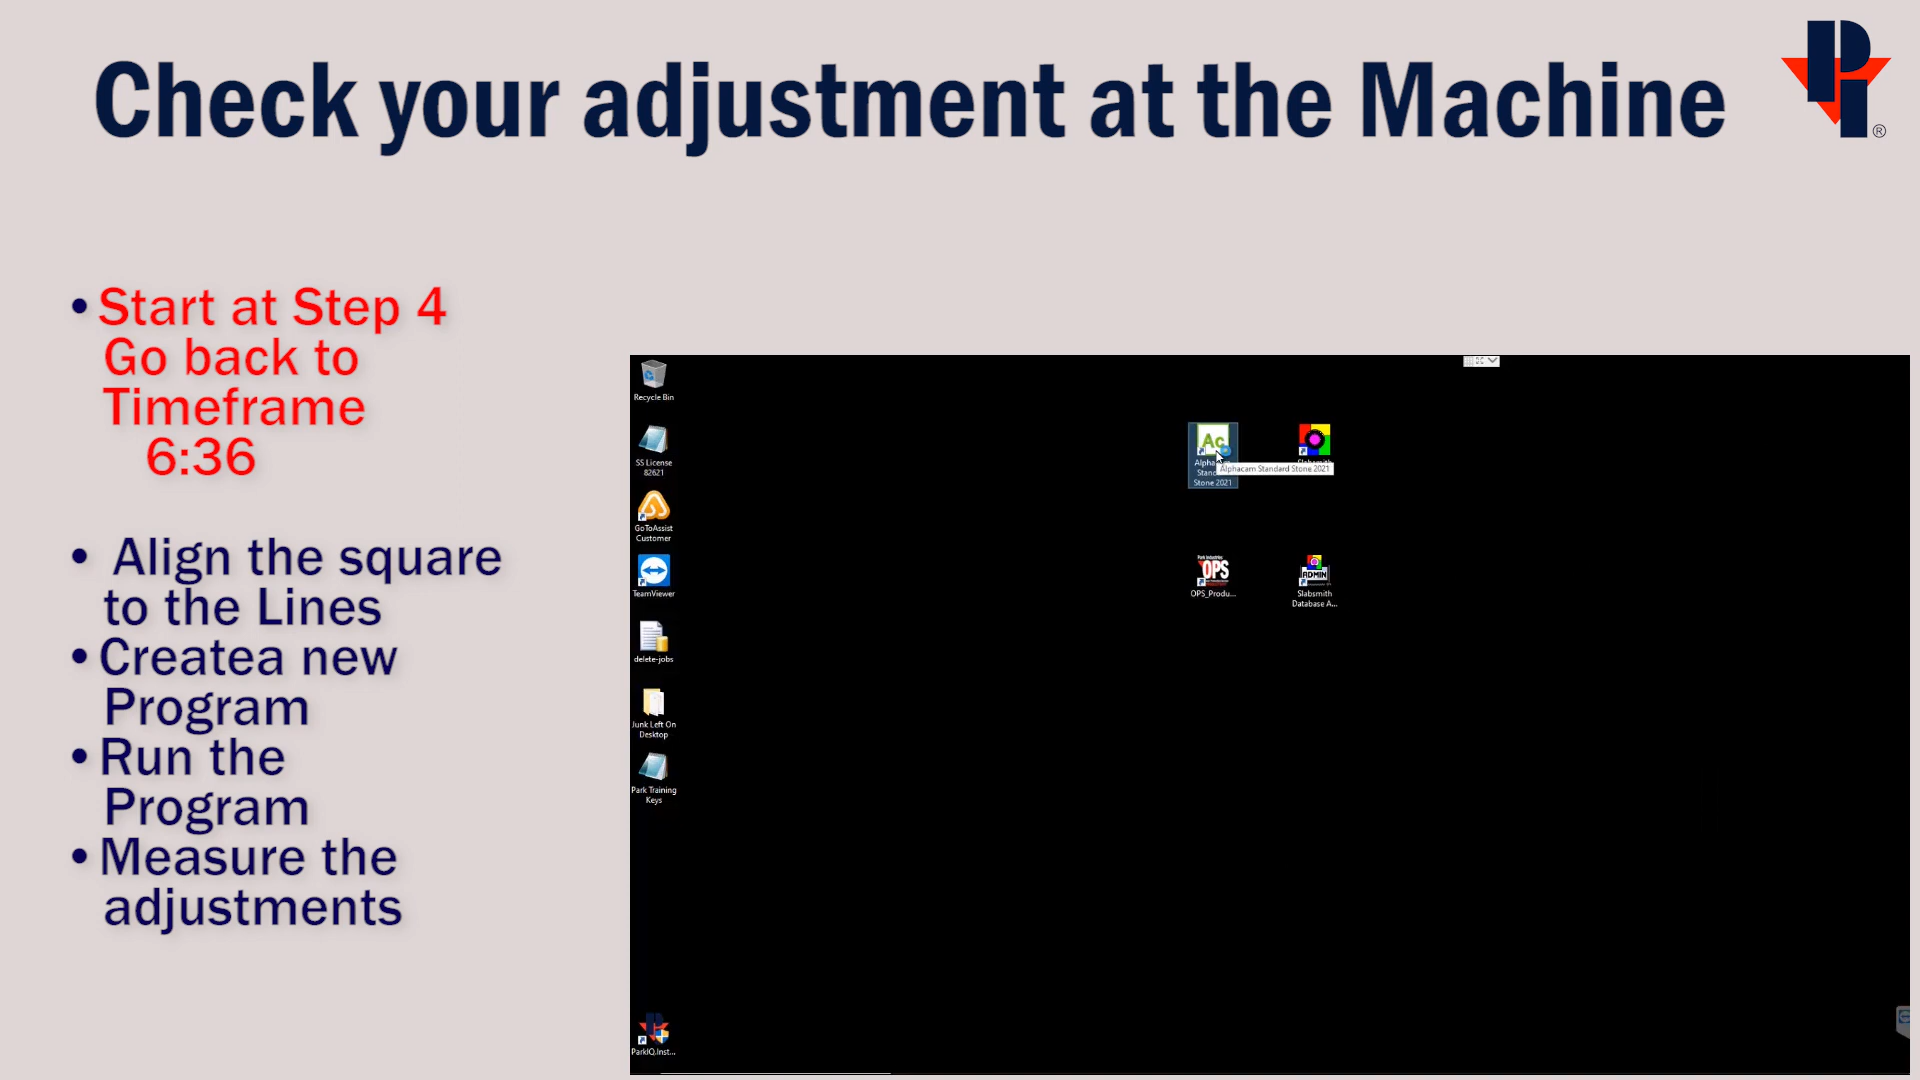 Check your adjustment at the Machine
®
• Start at Step 4
Go back to
Timeframe
6:36
• Align the square
to the Lines
• Createa new
Program
• Run the
Program
• Measure the
adjustments
Recycle Bin
SS License
82621
GoToAssist
Customer
TeamViewer
delete-jobs
Junk Left On
Desktop
Park Training
Keys
ParkIQ.Inst...
Ac
Stone 2021
Alphacam Standard Stone 2021
Park Industries
OPS
OPS_Produ...
ADMIN
Slabsmith
Database A...